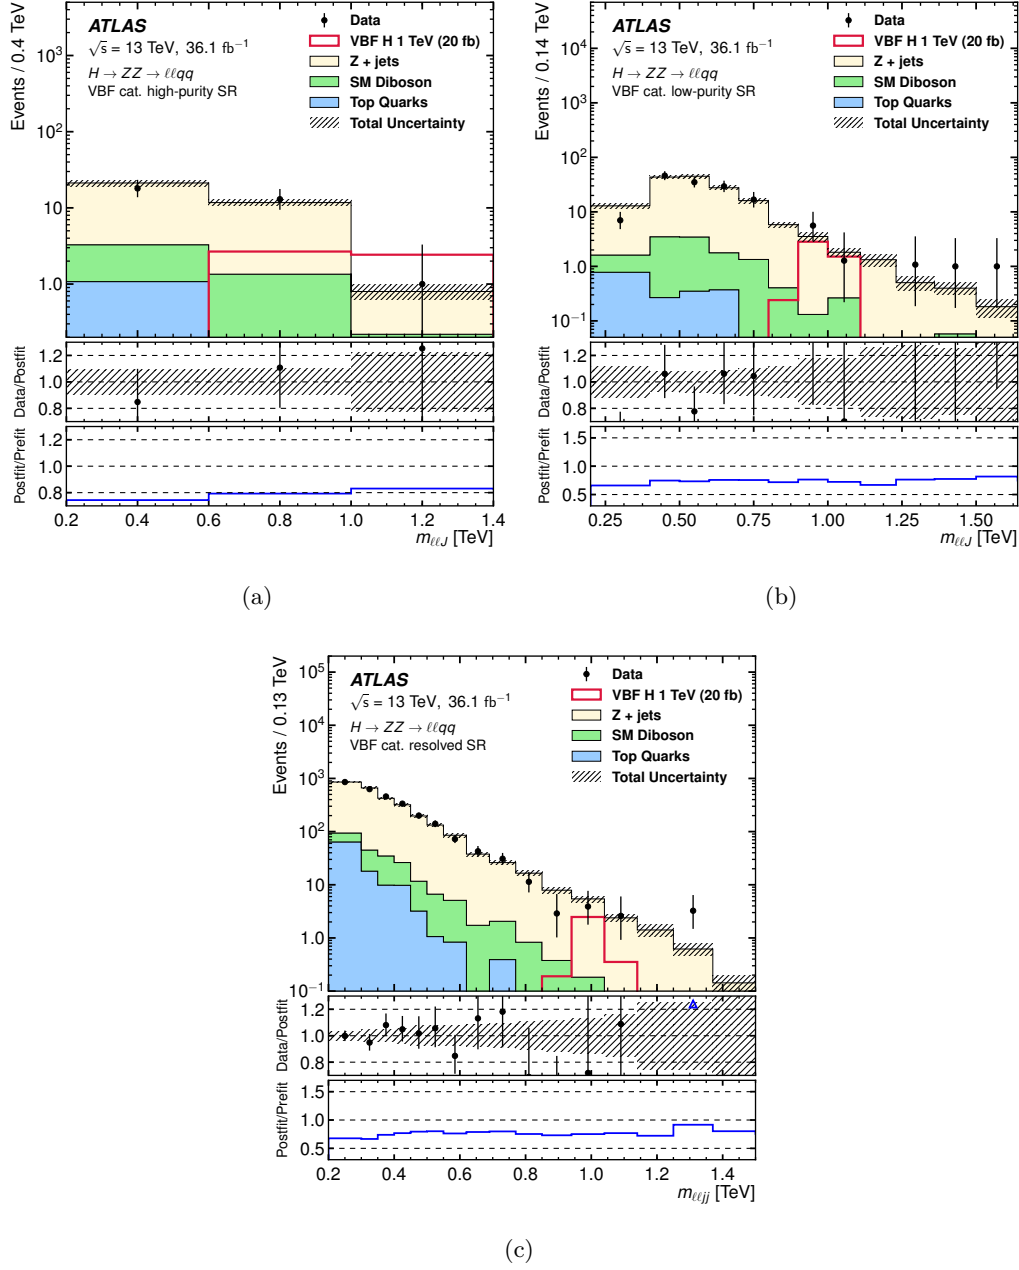 ATLAS
√s = 13 TeV, 36.1 fb⁻¹
H → ZZ → ℓℓqq
VBF cat. high-purity SR
Data
VBF H 1 TeV (20 fb)
Z + jets
SM Diboson
Top Quarks
Total Uncertainty
Events / 0.4 TeV
10³
10²
10
1.0
Data/Postfit
1.2
1.0
0.8
Postfit/Prefit
1.2
1.0
0.8
0.2 0.4 0.6 0.8 1.0 1.2 1.4
m_ℓℓJ [TeV]
(a)
ATLAS
√s = 13 TeV, 36.1 fb⁻¹
H → ZZ → ℓℓqq
VBF cat. low-purity SR
Data
VBF H 1 TeV (20 fb)
Z + jets
SM Diboson
Top Quarks
Total Uncertainty
Events / 0.14 TeV
10⁴
10³
10²
10
1.0
10⁻¹
Data/Postfit
1.2
1.0
0.8
Postfit/Prefit
1.5
1.0
0.5
0.25 0.50 0.75 1.00 1.25 1.50
m_ℓℓJ [TeV]
(b)
ATLAS
√s = 13 TeV, 36.1 fb⁻¹
H → ZZ → ℓℓqq
VBF cat. resolved SR
Data
VBF H 1 TeV (20 fb)
Z + jets
SM Diboson
Top Quarks
Total Uncertainty
Events / 0.13 TeV
10⁵
10⁴
10³
10²
10
1.0
10⁻¹
Data/Postfit
1.2
1.0
0.8
Postfit/Prefit
1.5
1.0
0.5
0.2 0.4 0.6 0.8 1.0 1.2 1.4
m_ℓℓjj [TeV]
(c)